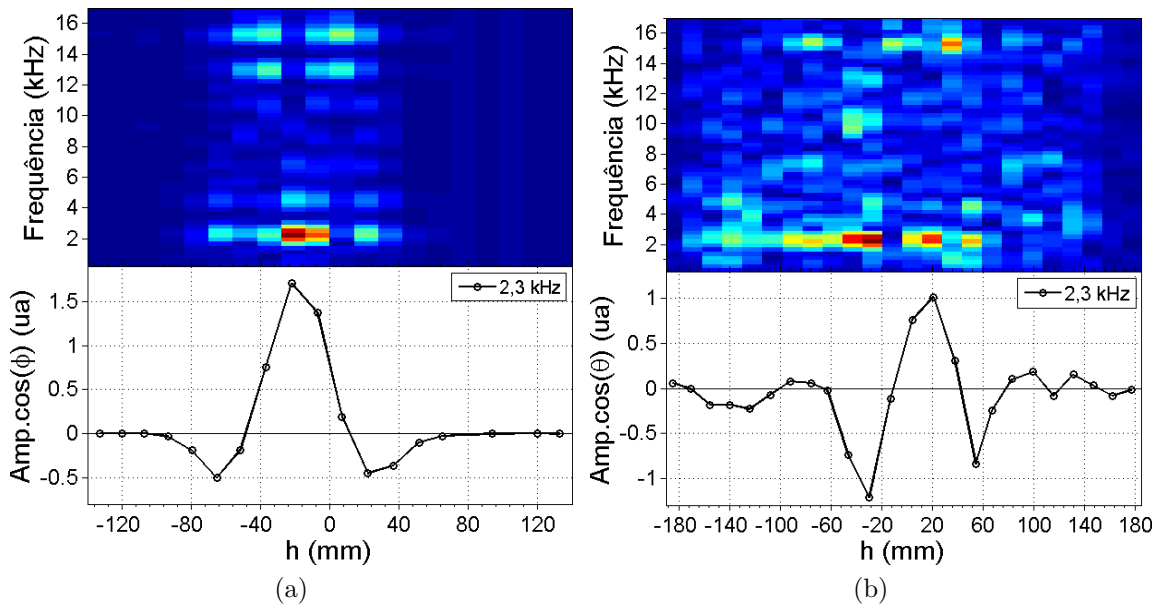 16
14
12
10
8
6
4
2
Frequência (kHz)
2,3 kHz
1.5
1
0.5
0
-0.5
Amp.cos(ϕ) (ua)
-120 -80 -40 0 40 80 120
h (mm)
(a)
16
14
12
10
8
6
4
2
Frequência (kHz)
2,3 kHz
1
0.5
0
-0.5
-1
Amp.cos(θ) (ua)
-180 -140 -100 -60 -20 20 60 100 140 180
h (mm)
(b)